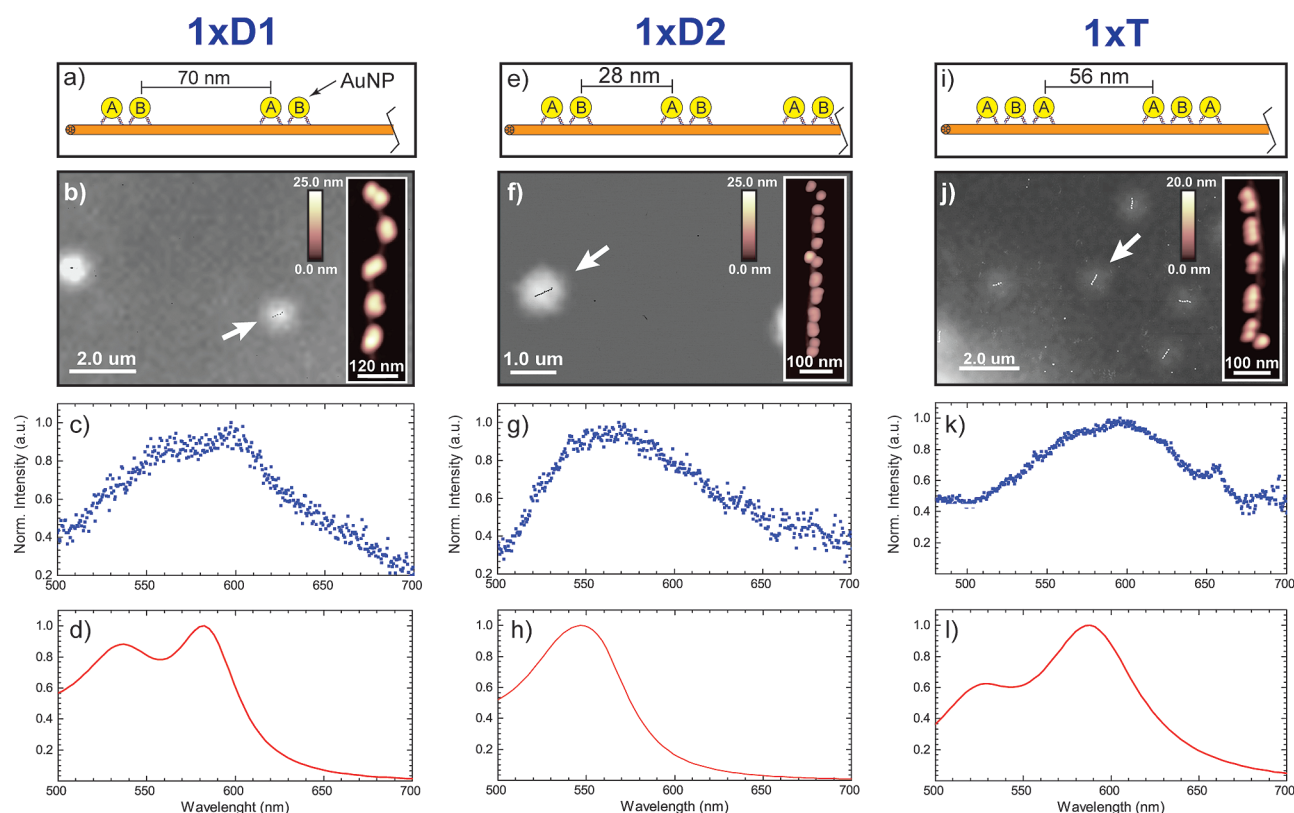 1xD1
1xD2
1xT
a)
70 nm
AuNP
A B A B
e)
28 nm
A B A B A B
i)
56 nm
A B A A B A
b)
25.0 nm
0.0 nm
2.0 um
120 nm
f)
25.0 nm
0.0 nm
1.0 um
100 nm
j)
20.0 nm
0.0 nm
2.0 um
100 nm
c)
Norm. Intensity (a.u.)
1.0
0.8
0.6
0.4
0.2
500 550 600 650 700
g)
Norm. Intensity (a.u.)
1.0
0.8
0.6
0.4
0.2
500 550 600 650 700
k)
Norm. Intensity (a.u.)
1.0
0.8
0.6
0.4
0.2
500 550 600 650 700
d)
1.0
0.8
0.6
0.4
0.2
500 550 600 650 700
Wavelenght (nm)
h)
1.0
0.8
0.6
0.4
0.2
500 550 600 650 700
Wavelength (nm)
l)
1.0
0.8
0.6
0.4
0.2
500 550 600 650 700
Wavelength (nm)